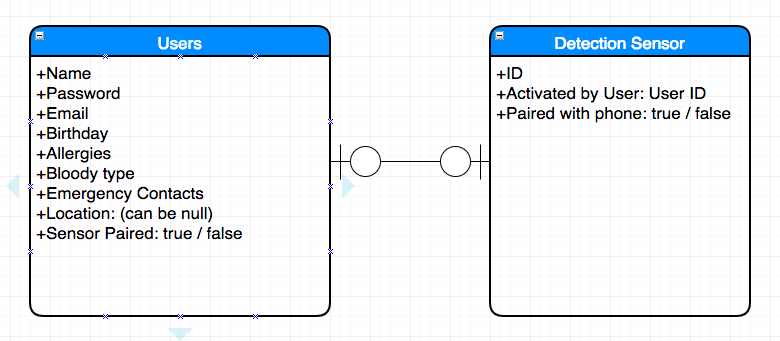 Users
+Name
+Password
+Email
+Birthday
+Allergies
+Bloody type
+Emergency Contacts
+Location: (can be null)
+Sensor Paired: true / false
Detection Sensor
+ID
+Activated by User: User ID
+Paired with phone: true / false